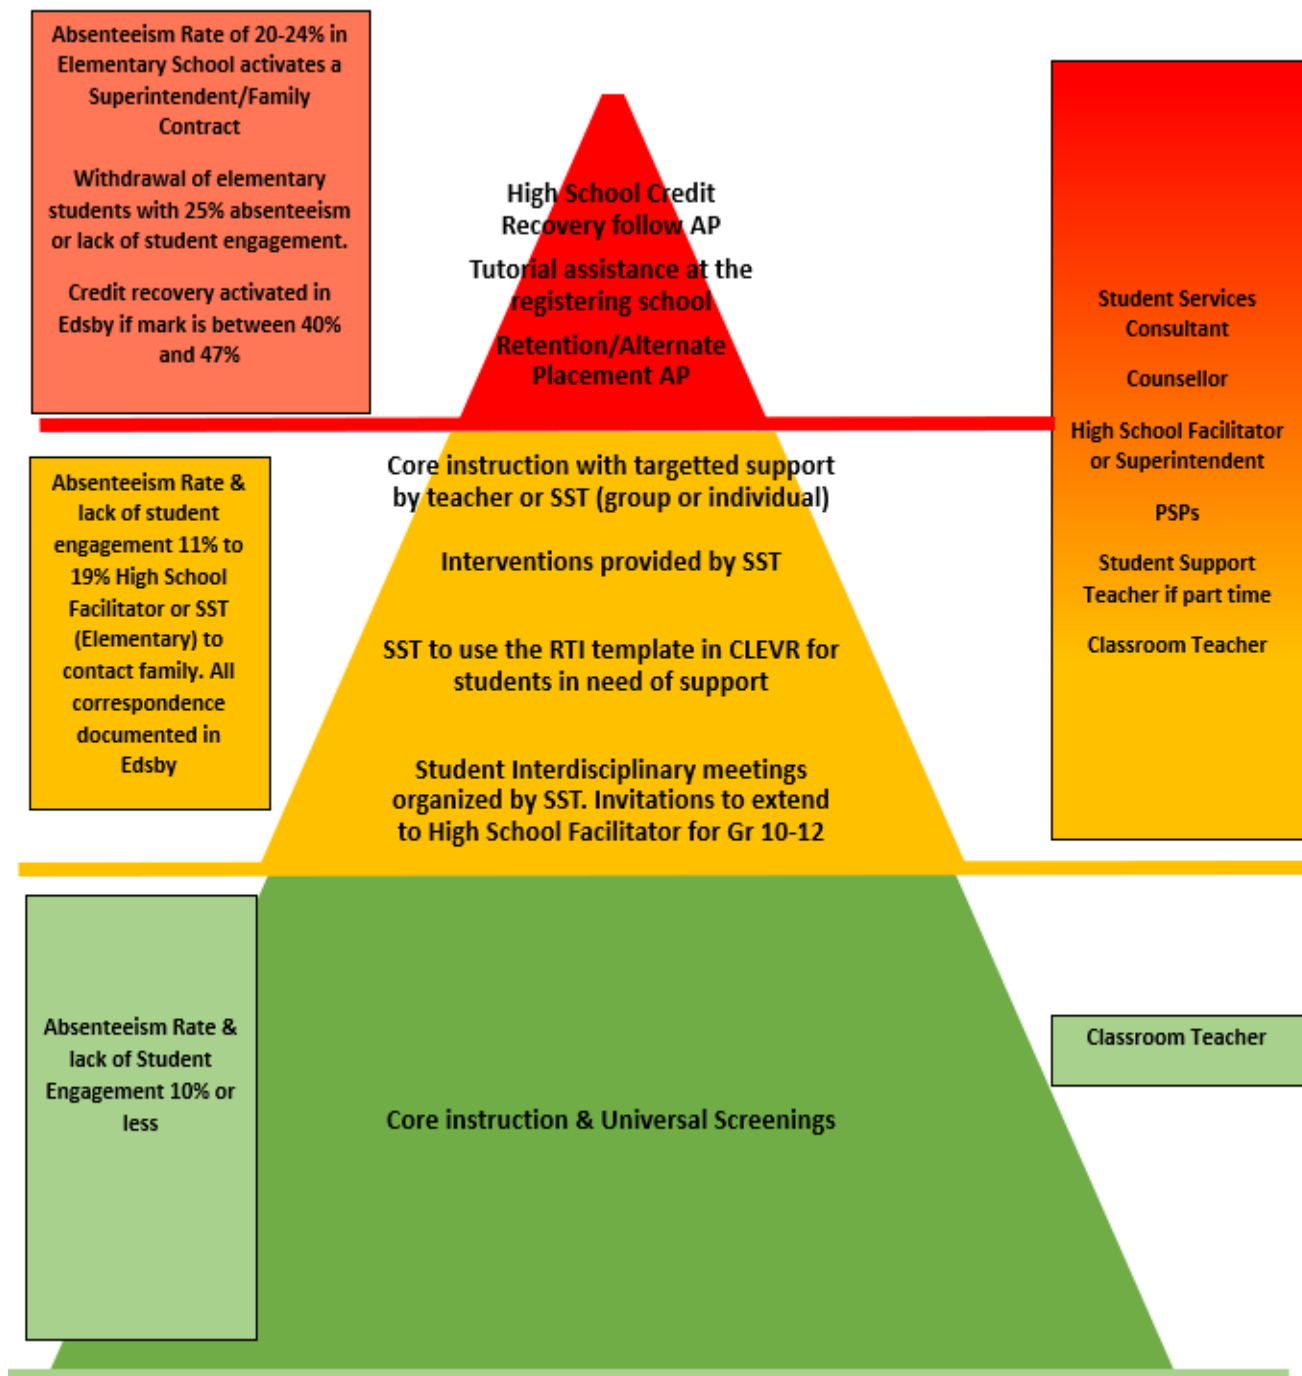 Absenteeism Rate of 20-24% in
Elementary School activates a
Superintendent/Family
Contract
Withdrawal of elementary
students with 25% absenteeism
or lack of student engagement.
Credit recovery activated in
Edsby if mark is between 40%
and 47%
High School Credit
Recovery follow AP
Tutorial assistance at the
registering school
Retention/Alternate
Placement AP
Student Services
Consultant
Counsellor
High School Facilitator
or Superintendent
PSPs
Student Support
Teacher if part time
Classroom Teacher
Absenteeism Rate &
lack of student
engagement 11% to
19% High School
Facilitator or SST
(Elementary) to
contact family. All
correspondence
documented in
Edsby
Core instruction with targetted support
by teacher or SST (group or individual)
Interventions provided by SST
SST to use the RTI template in CLEVR for
students in need of support
Student Interdisciplinary meetings
organized by SST. Invitations to extend
to High School Facilitator for Gr 10-12
Absenteeism Rate &
lack of Student
Engagement 10% or
less
Core instruction & Universal Screenings
Classroom Teacher